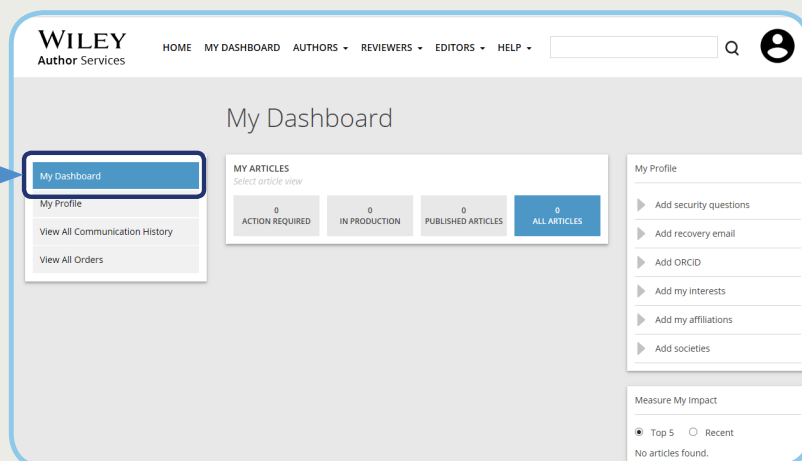 WILEY
Author Services
HOME MY DASHBOARD AUTHORS REVIEWERS EDITORS HELP
My Dashboard
My Dashboard
My Profile
View All Communication History
View All Orders
MY ARTICLES
Select article view
0
ACTION REQUIRED
0
IN PRODUCTION
0
PUBLISHED ARTICLES
0
ALL ARTICLES
My Profile
Add security questions
Add recovery email
Add ORCiD
Add my interests
Add my affiliations
Add societies
Measure My Impact
Top 5 Recent
No articles found.